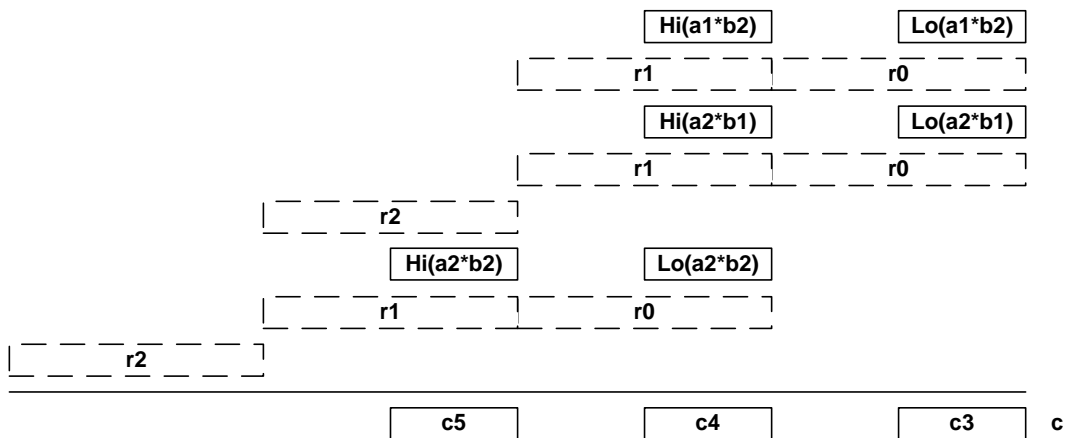 Hi(a1*b2) Lo(a1*b2)
r1 r0
Hi(a2*b1) Lo(a2*b1)
r1 r0
r2
Hi(a2*b2) Lo(a2*b2)
r1 r0
r2
c5 c4 c3 c